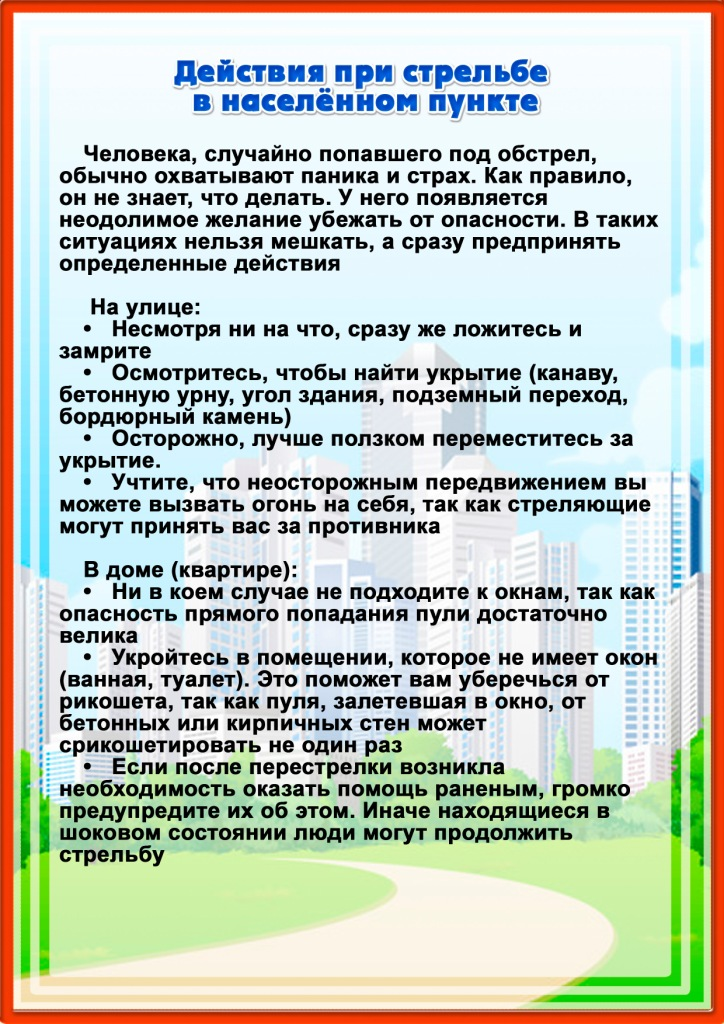 Действия при стрельбе
в населённом пункте
Человека, случайно попавшего под обстрел,
обычно охватывают паника и страх. Как правило,
он не знает, что делать. У него появляется
неодолимое желание убежать от опасности. В таких
ситуациях нельзя мешкать, а сразу предпринять
определенные действия
На улице:
• Несмотря ни на что, сразу же ложитесь и
замрите
• Осмотритесь, чтобы найти укрытие (канаву,
бетонную урну, угол здания, подземный переход,
бордюрный камень)
• Осторожно, лучше ползком переместитесь за
укрытие.
• Учтите, что неосторожным передвижением вы
можете вызвать огонь на себя, так как стреляющие
могут принять вас за противника
В доме (квартире):
• Ни в коем случае не подходите к окнам, так как
опасность прямого попадания пули достаточно
велика
• Укройтесь в помещении, которое не имеет окон
(ванная, туалет). Это поможет вам уберечься от
рикошета, так как пуля, залетевшая в окно, от
бетонных или кирпичных стен может
срикошетировать не один раз
• Если после перестрелки возникла
необходимость оказать помощь раненым, громко
предупредите их об этом. Иначе находящиеся в
шоковом состоянии люди могут продолжить
стрельбу